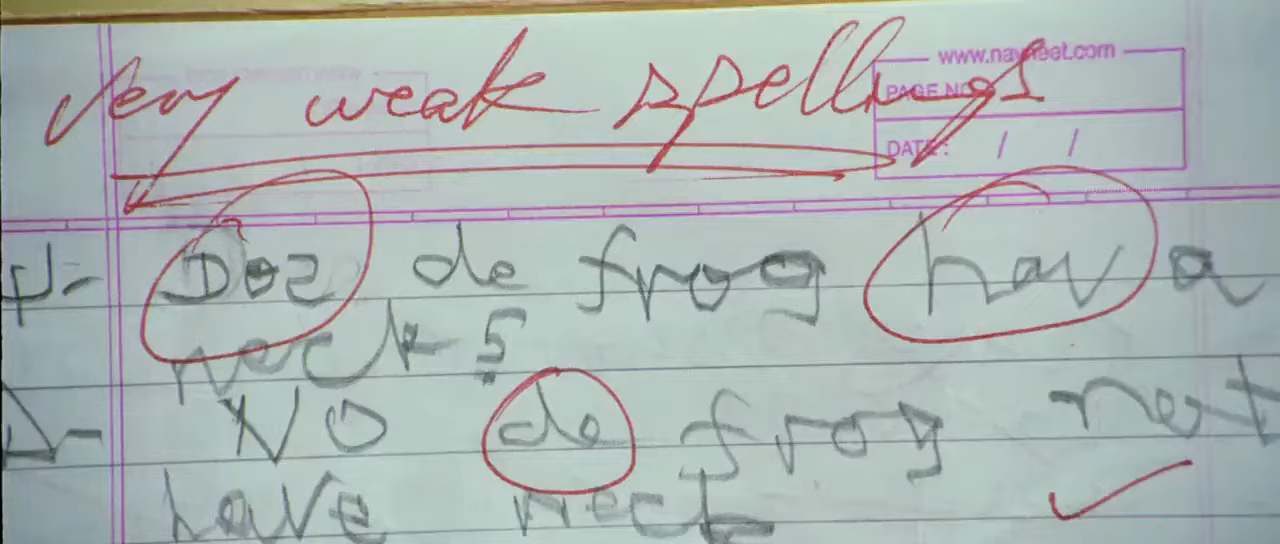 www.navneet.com
Very weak spellings
PAGE NO.
DATE: / /
Doz de frog hav a
neck ?
NO de frog not
have neck